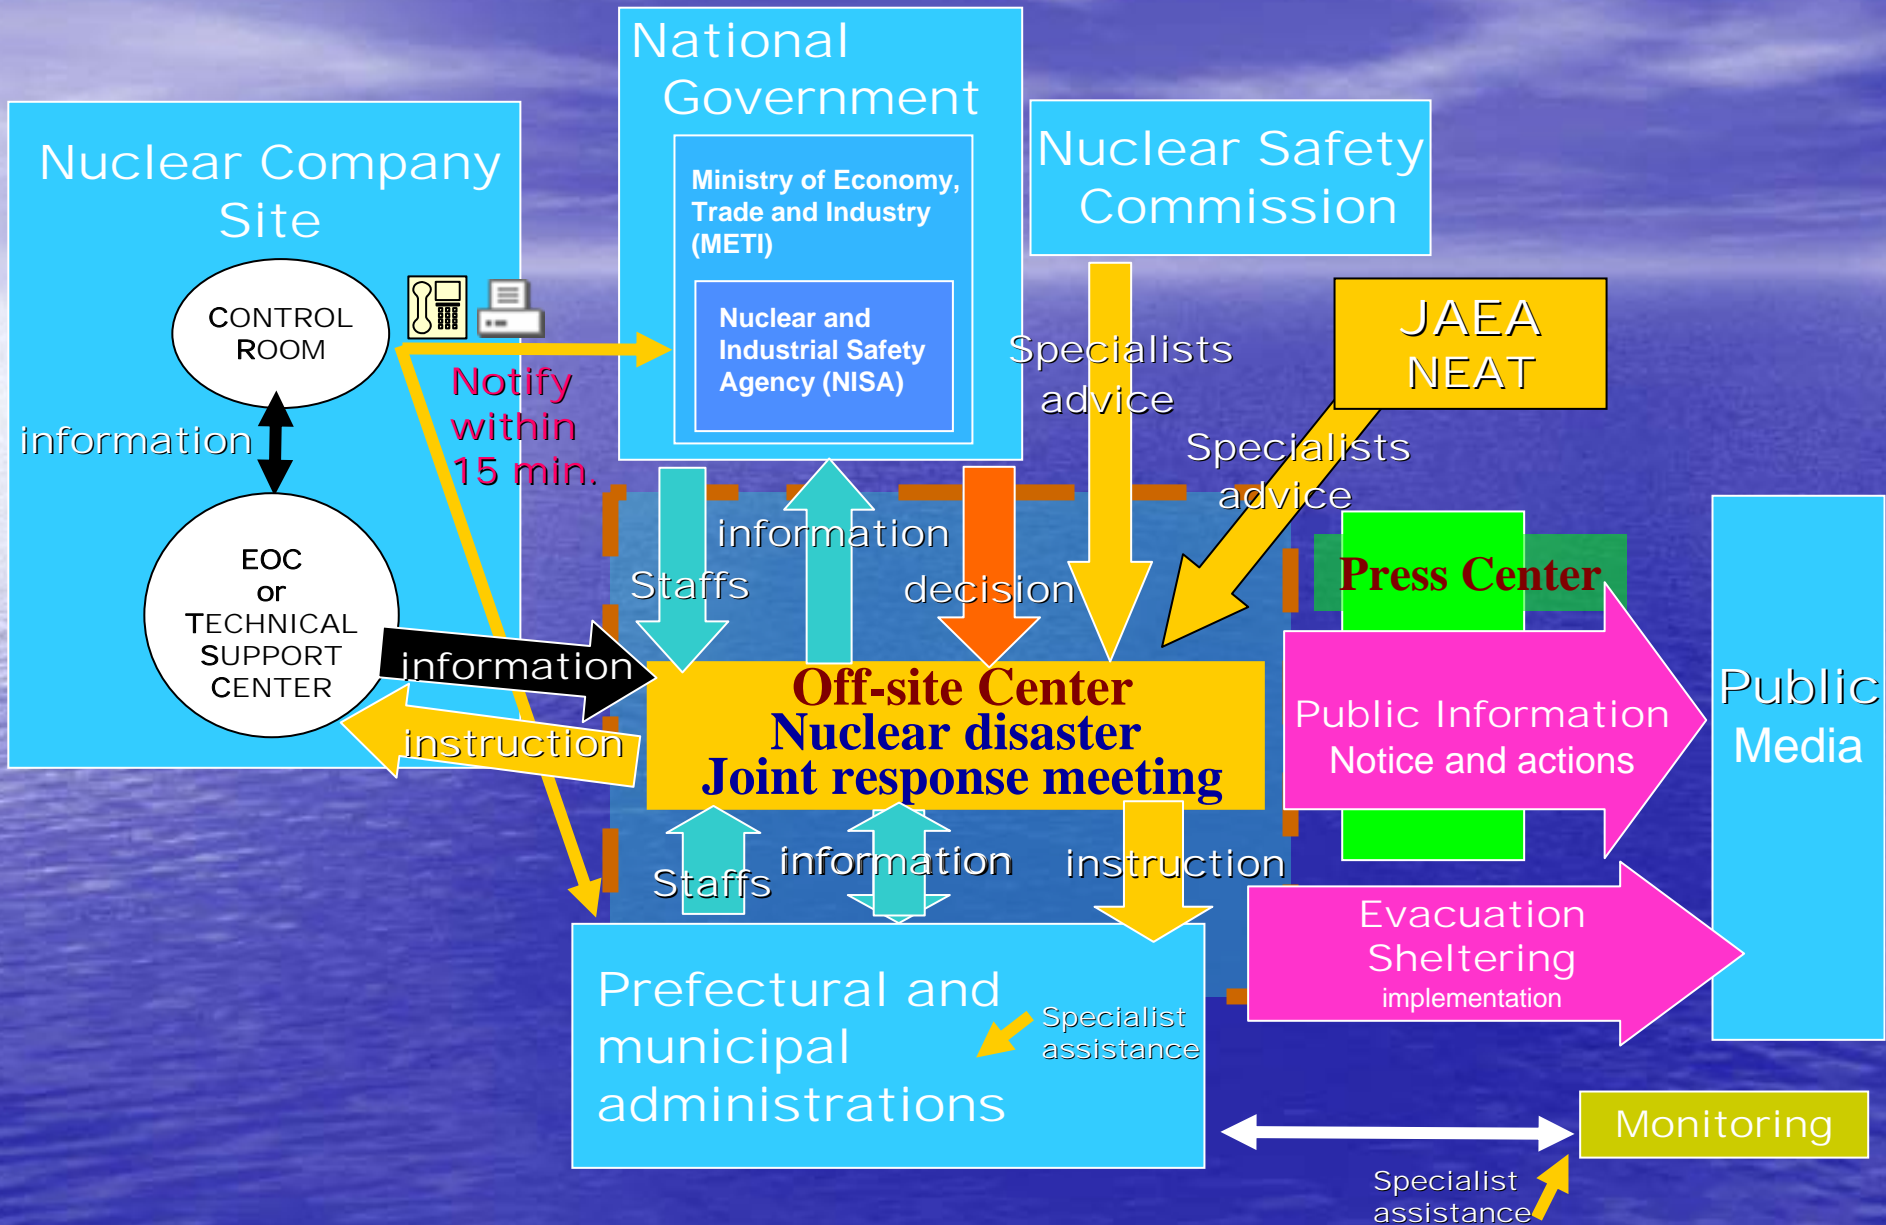 National
Government
Nuclear Company
Site
Ministry of Economy,
Trade and Industry
(METI)
Nuclear and
Industrial Safety
Agency (NISA)
Nuclear Safety
Commission
CONTROL
ROOM
Notify
within
15 min.
information
EOC
or
TECHNICAL
SUPPORT
CENTER
Specialists
advice
JAEA
NEAT
Specialists
advice
information
Staffs
decision
Press Center
information
instruction
Off-site Center
Nuclear disaster
Joint response meeting
Public Information
Notice and actions
Public
Media
Staffs
information
instruction
Evacuation
Sheltering
implementation
Prefectural and
municipal
administrations
Specialist
assistance
Monitoring
Specialist
assistance